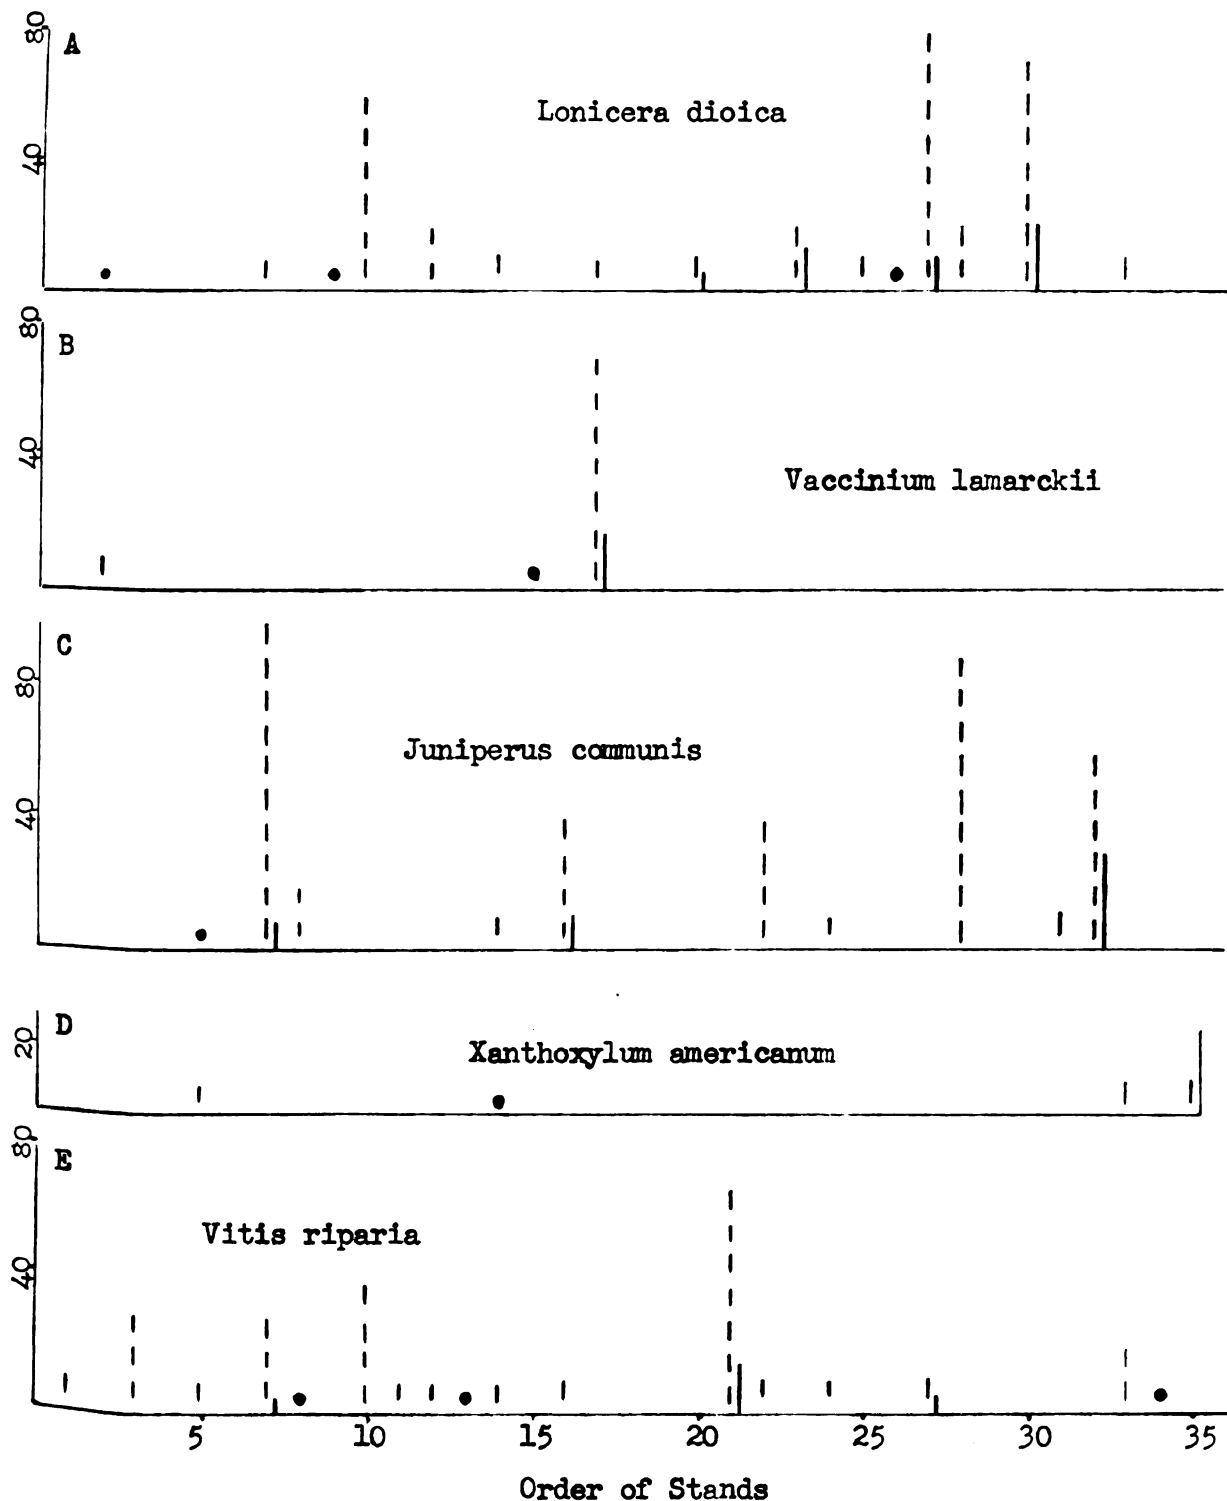 80
A
Lonicera dioica
40
80
B
40
Vaccinium lamarckii
C
80
Juniperus communis
40
D
20
Xanthoxylum americanum
80
E
Vitis riparia
40
5 10 15 20 25 30 35
Order of Stands